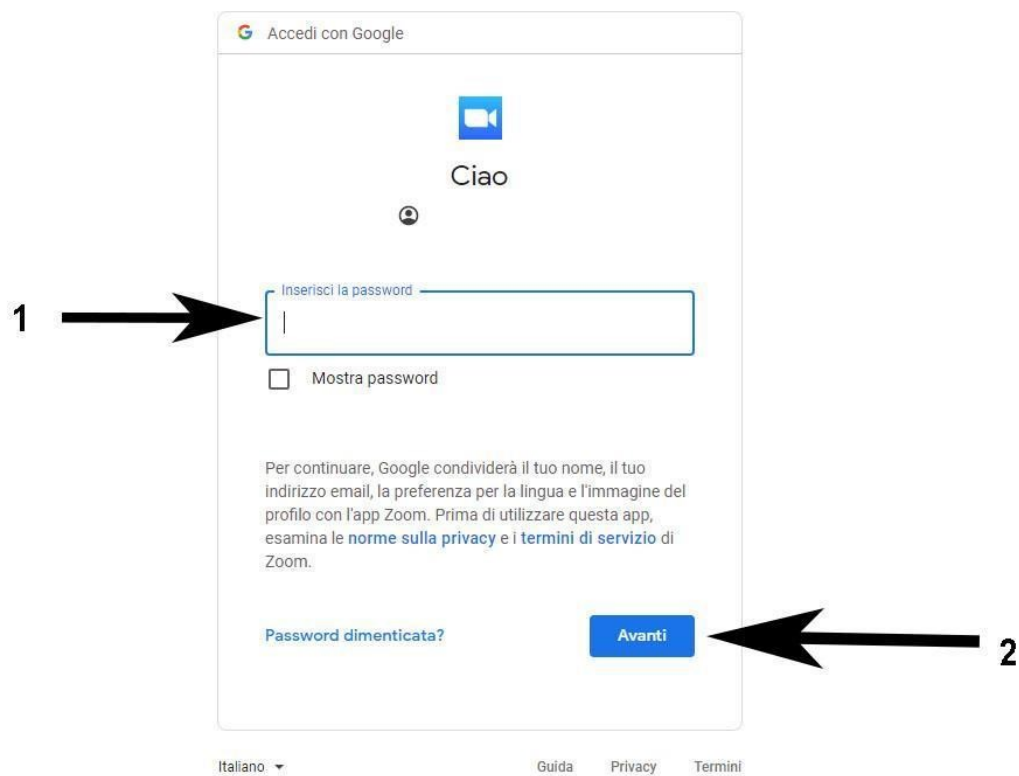 Accedi con Google
Ciao
Inserisci la password
1
Mostra password
Per continuare, Google condividerà il tuo nome, il tuo
indirizzo email, la preferenza per la lingua e l'immagine del
profilo con l'app Zoom. Prima di utilizzare questa app,
esamina le norme sulla privacy e i termini di servizio di
Zoom.
Password dimenticata?
Avanti
2
Italiano
Guida
Privacy
Termini